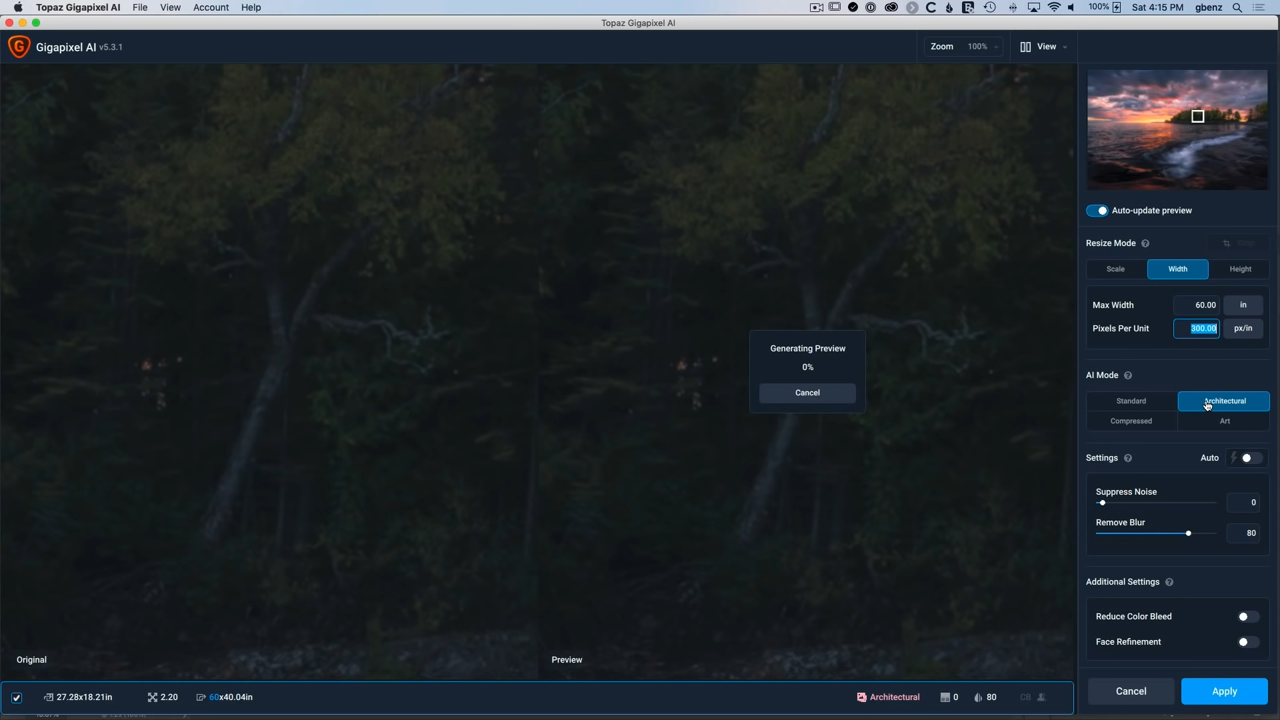 Topaz Gigapixel AI File View Account Help
100% Sat 4:15 PM gbenz
Topaz Gigapixel AI
Gigapixel AI v5.3.1
Zoom 100% View
Auto-update preview
Resize Mode
Scale Width Height
Max Width 60.00 in
Pixels Per Unit 300.00 px/in
Generating Preview
0%
Cancel
AI Mode
Standard Architectural
Compressed Art
Settings Auto
Suppress Noise
0
Remove Blur
80
Additional Settings
Reduce Color Bleed
Face Refinement
Original Preview
27.28x18.21in 2.20 60x40.04in Architectural 0 80 CB
Cancel Apply